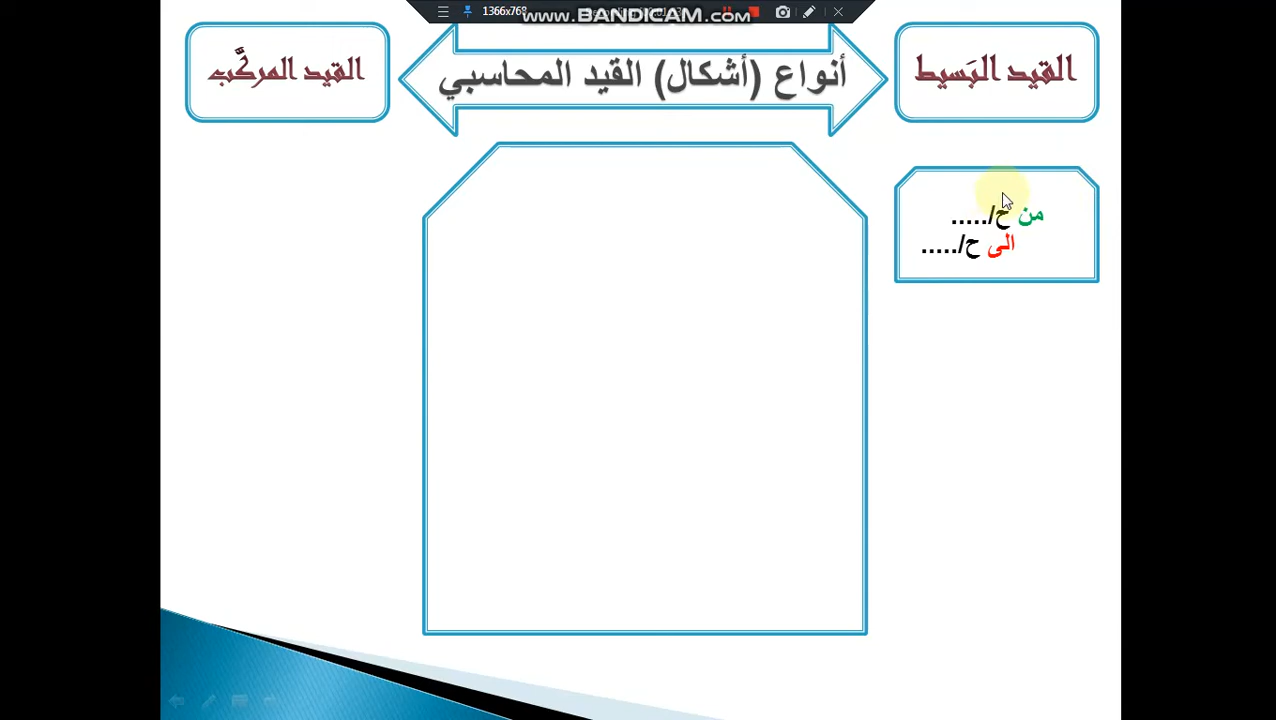 1366x768
www.BANDICAM.com
القيد البَسيط
أنواع (أشكال) القيد المحاسبي
القيد المركَّب
من ح/.....
الى ح/.....